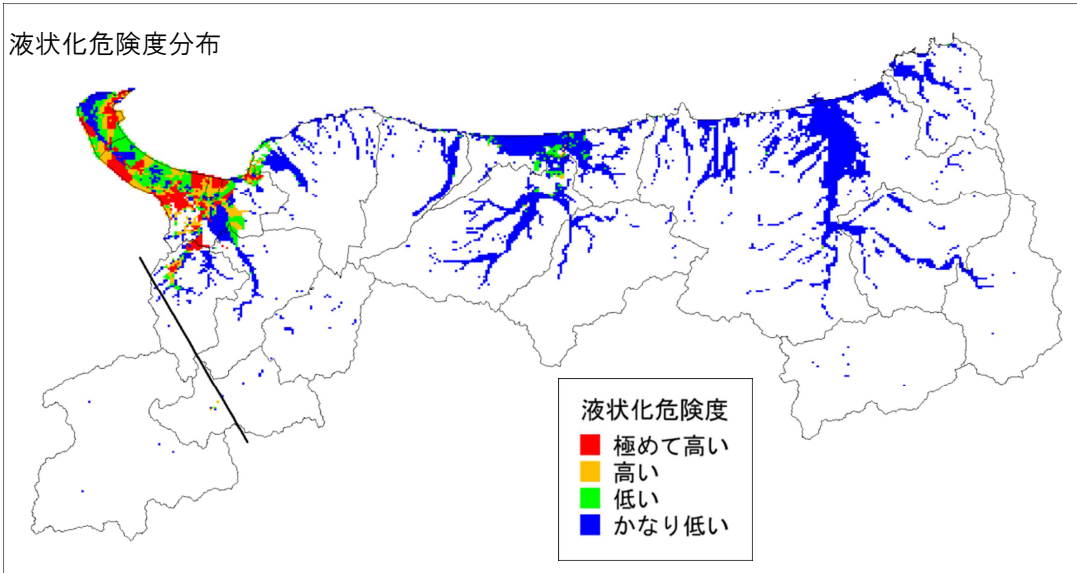 液状化危険度分布
液状化危険度
極めて高い
高い
低い
かなり低い